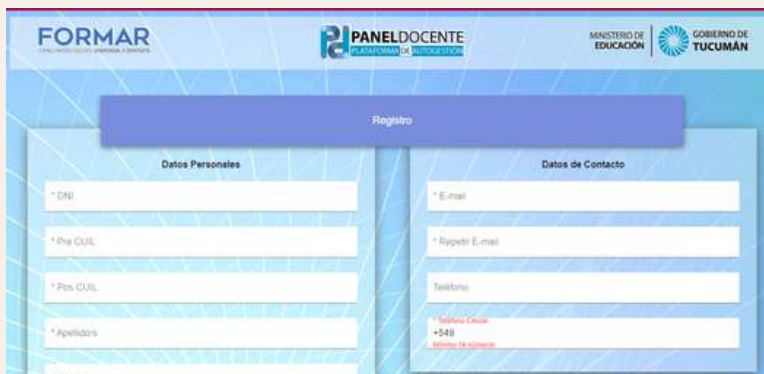 FORMAR
PANELDOCENTE
PLATAFORMA DE AUTOGESTIÓN
MINISTERIO DE
EDUCACIÓN
GOBIERNO DE
TUCUMÁN
Registro
Datos Personales
* DNI
* Pre CUIL
* Pos CUIL
* Apellido/s
Datos de Contacto
* E-mail
* Repetir E-mail
Teléfono
* Teléfono Celular
+549
Mínimo 14 números